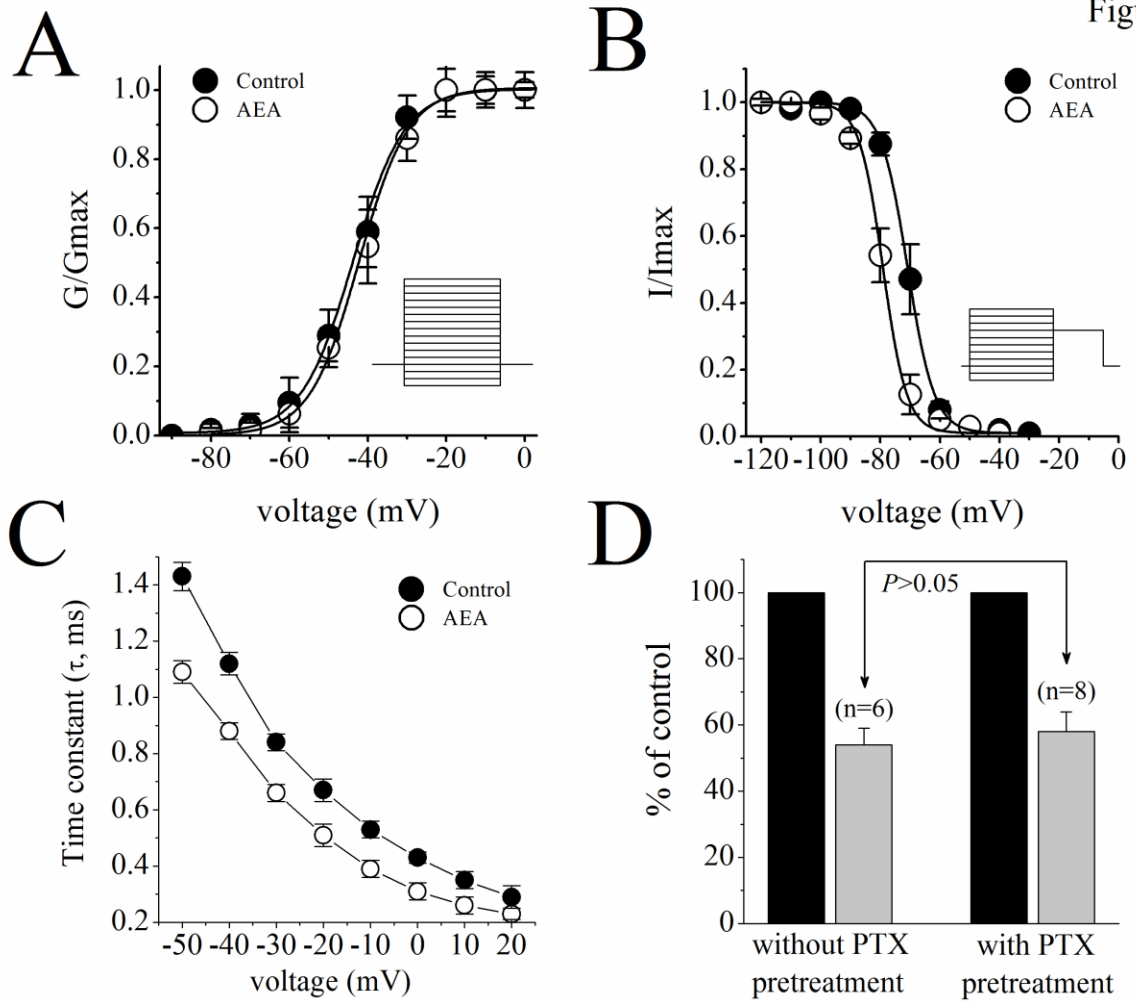 Figu
A
Control
AEA
G/Gmax
1.0
0.8
0.6
0.4
0.2
0.0
-80 -60 -40 -20 0
voltage (mV)
B
Control
AEA
I/Imax
1.0
0.8
0.6
0.4
0.2
0.0
-120 -100 -80 -60 -40 -20 0
voltage (mV)
C
Control
AEA
Time constant (τ, ms)
1.4
1.2
1.0
0.8
0.6
0.4
0.2
-50 -40 -30 -20 -10 0 10 20
voltage (mV)
D
P>0.05
(n=6)
(n=8)
% of control
100
80
60
40
20
0
without PTX
pretreatment
with PTX
pretreatment